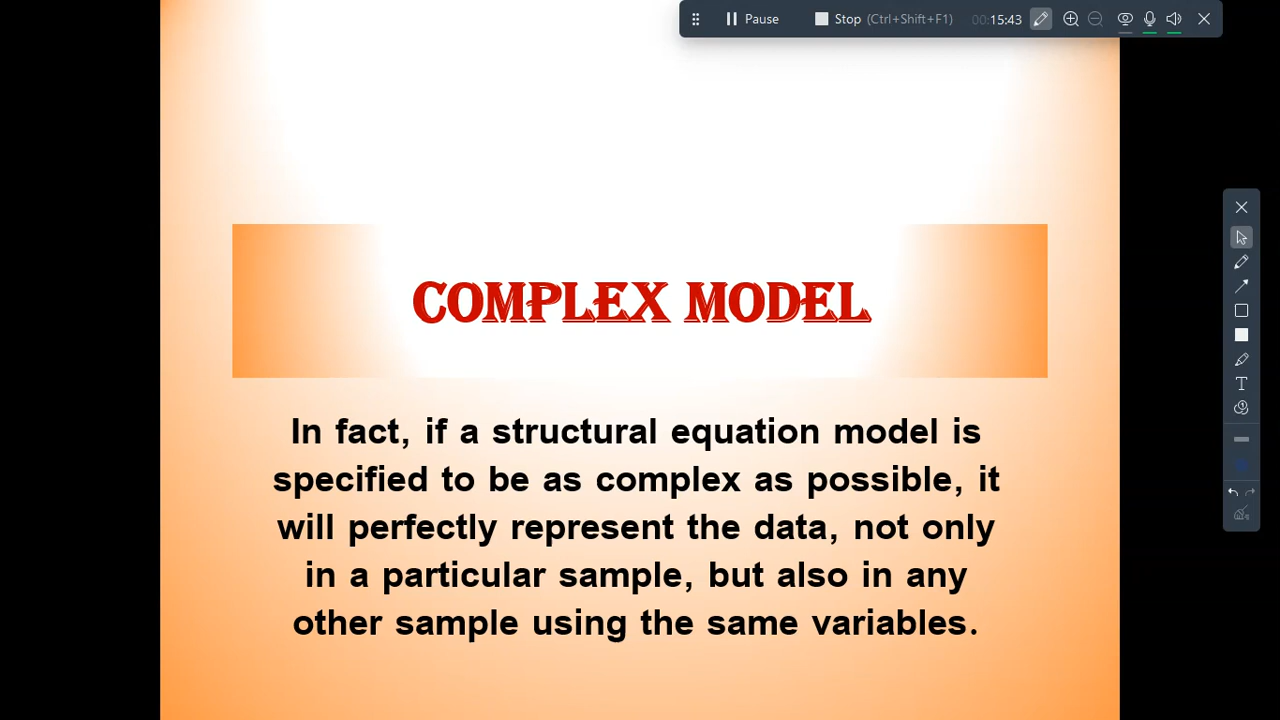 Pause Stop (Ctrl+Shift+F1) 00:15:43
COMPLEX MODEL
In fact, if a structural equation model is
specified to be as complex as possible, it
will perfectly represent the data, not only
in a particular sample, but also in any
other sample using the same variables.